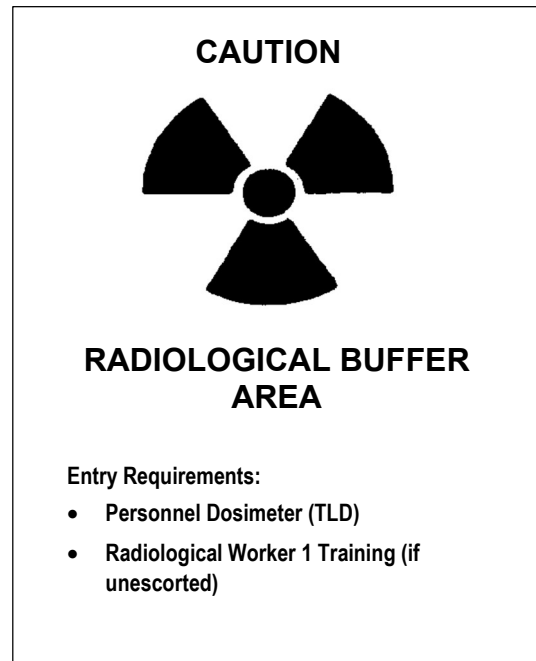 CAUTION
RADIOLOGICAL BUFFER
AREA
Entry Requirements:
• Personnel Dosimeter (TLD)
• Radiological Worker 1 Training (if
unescorted)